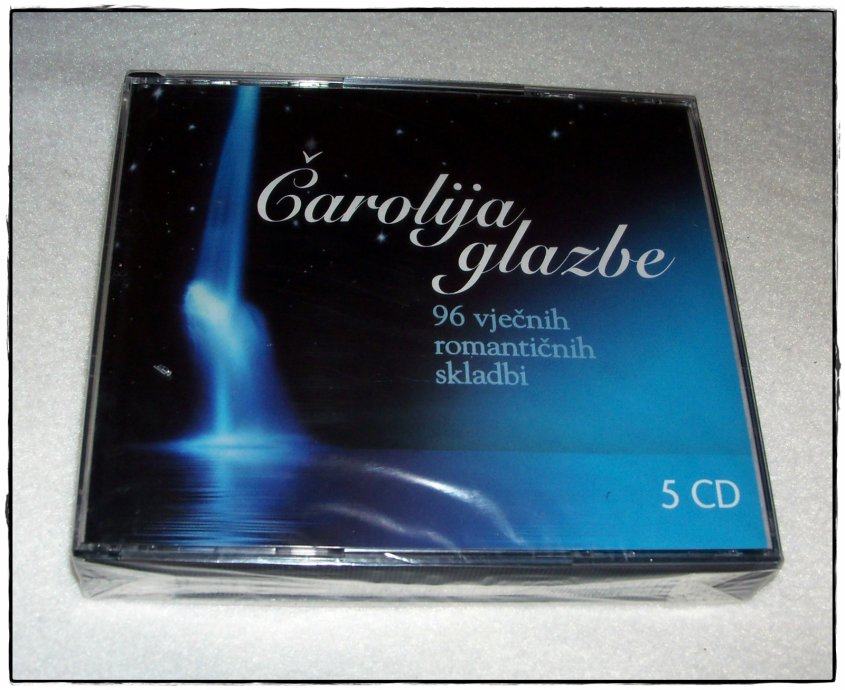 Čarolija
glazbe
96 vječnih
romantičnih
skladbi
5 CD